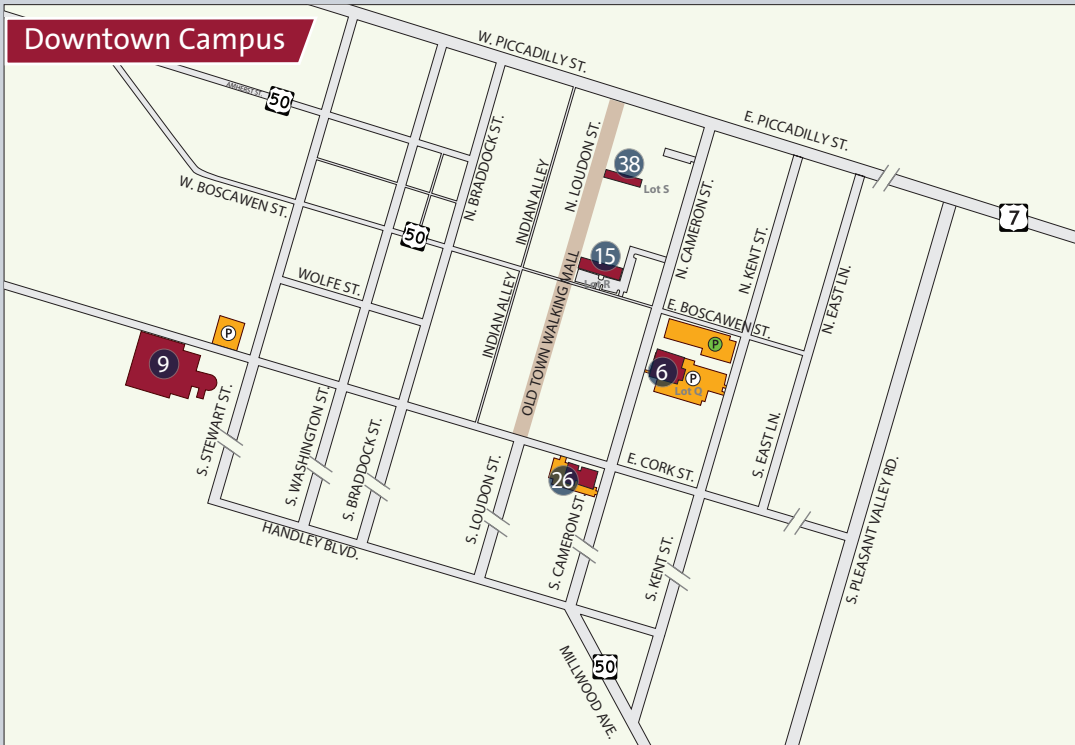 Downtown Campus
W. PICCADILLY ST.
E. PICCADILLY ST.
AMHERST ST.
50
N. BRADDOCK ST.
INDIAN ALLEY
N. LOUDON ST.
38
Lot S
N. CAMERON ST.
7
W. BOSCAWEN ST.
50
15
Lot R
N. KENT ST.
N. EAST LN.
WOLFE ST.
INDIAN ALLEY
OLD TOWN WALKING MALL
E. BOSCAWEN ST.
P
P
9
6
P
Lot Q
S. STEWART ST.
S. WASHINGTON ST.
S. BRADDOCK ST.
S. LOUDON ST.
26
E. CORK ST.
S. EAST LN.
S. CAMERON ST.
S. KENT ST.
S. PLEASANT VALLEY RD.
HANDLEY BLVD.
50
MILLWOOD AVE.